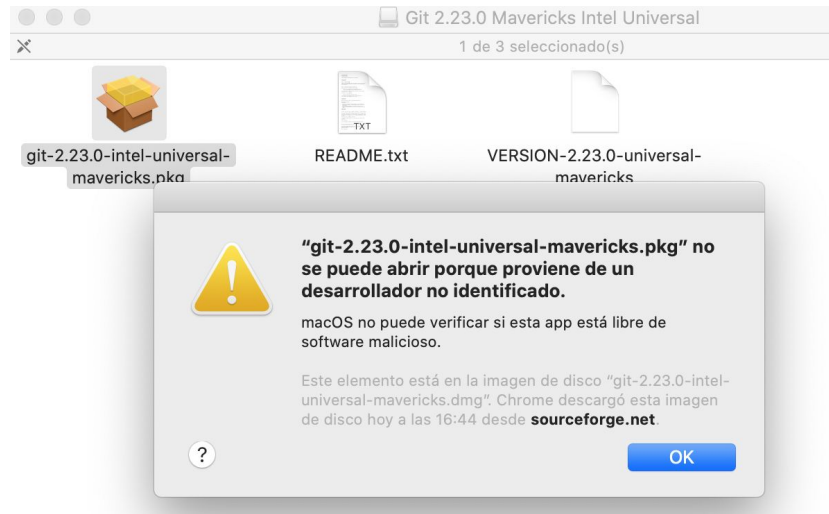 Git 2.23.0 Mavericks Intel Universal
1 de 3 seleccionado(s)
TXT
git-2.23.0-intel-universal-
mavericks.pkg
README.txt
VERSION-2.23.0-universal-
mavericks
“git-2.23.0-intel-universal-mavericks.pkg” no
se puede abrir porque proviene de un
desarrollador no identificado.
macOS no puede verificar si esta app está libre de
software malicioso.
Este elemento está en la imagen de disco “git-2.23.0-intel-
universal-mavericks.dmg”. Chrome descargó esta imagen
de disco hoy a las 16:44 desde sourceforge.net.
?
OK